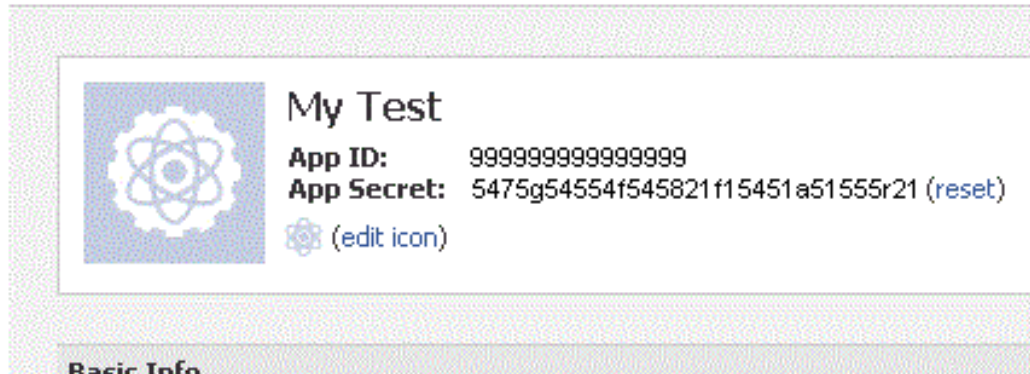 My Test
App ID: 999999999999999
App Secret: 5475g54554f545821f15451a51555r21 (reset)
(edit icon)
Basic Info